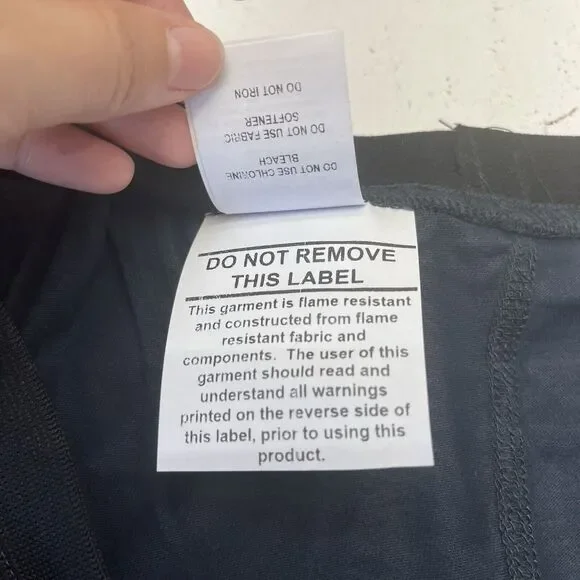 DO NOT IRON
DO NOT USE FABRIC
SOFTENER
DO NOT USE CHLORINE
BLEACH
DO NOT REMOVE
THIS LABEL
This garment is flame resistant
and constructed from flame
resistant fabric and
components. The user of this
garment should read and
understand all warnings
printed on the reverse side of
this label, prior to using this
product.